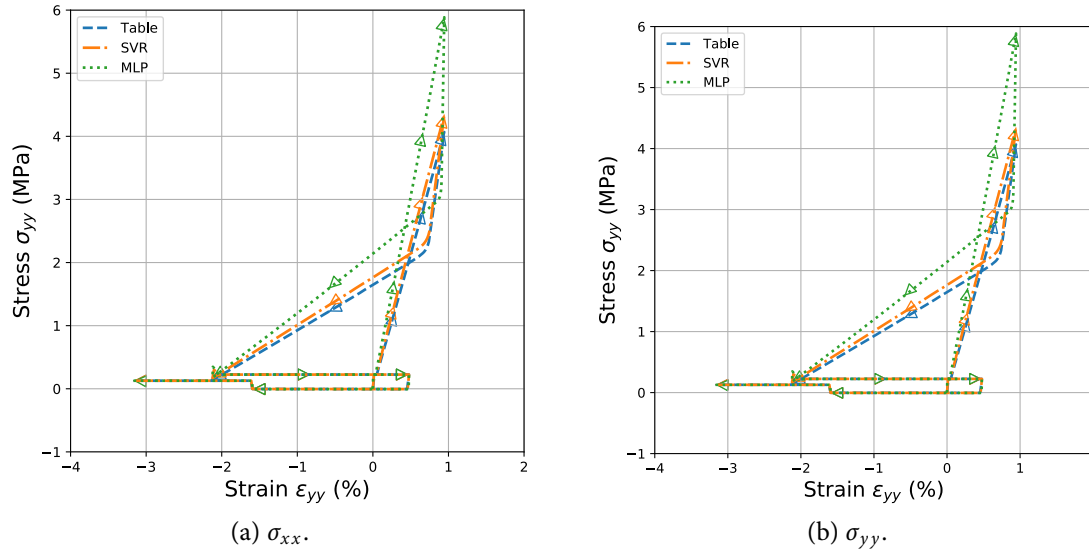 6
5
4
3
2
1
0
−1
Stress σyy (MPa)
Table
SVR
MLP
−4
−3
−2
−1
0
1
2
Strain εyy (%)
(a) σxx.
6
5
4
3
2
1
0
−1
Stress σyy (MPa)
Table
SVR
MLP
−4
−3
−2
−1
0
1
Strain εyy (%)
(b) σyy.